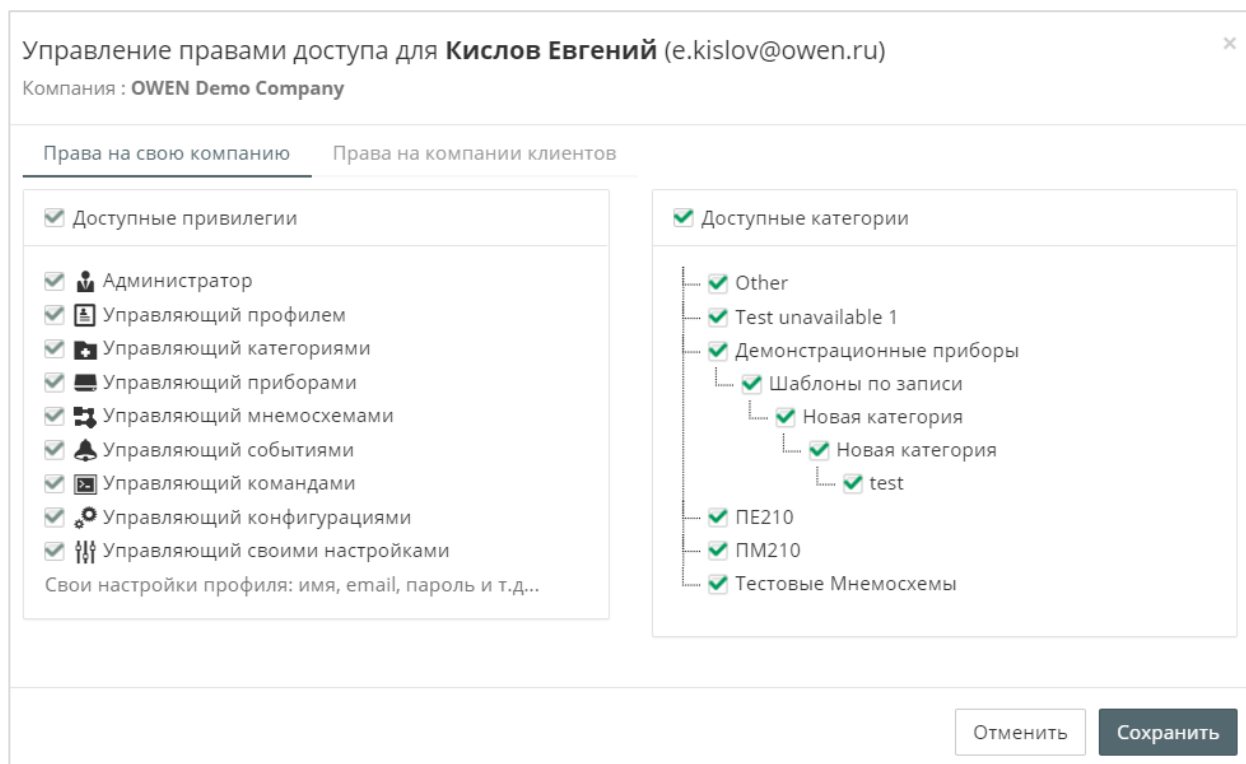 Управление правами доступа для Кислов Евгений (e.kislov@owen.ru)
×
Компания : OWEN Demo Company
Права на свою компанию
Права на компании клиентов
Доступные привилегии
Администратор
Управляющий профилем
Управляющий категориями
Управляющий приборами
Управляющий мнемосхемами
Управляющий событиями
Управляющий командами
Управляющий конфигурациями
Управляющий своими настройками
Свои настройки профиля: имя, email, пароль и т.д...
Доступные категории
Other
Test unavailable 1
Демонстрационные приборы
Шаблоны по записи
Новая категория
Новая категория
test
ПЕ210
ПМ210
Тестовые Мнемосхемы
Отменить
Сохранить